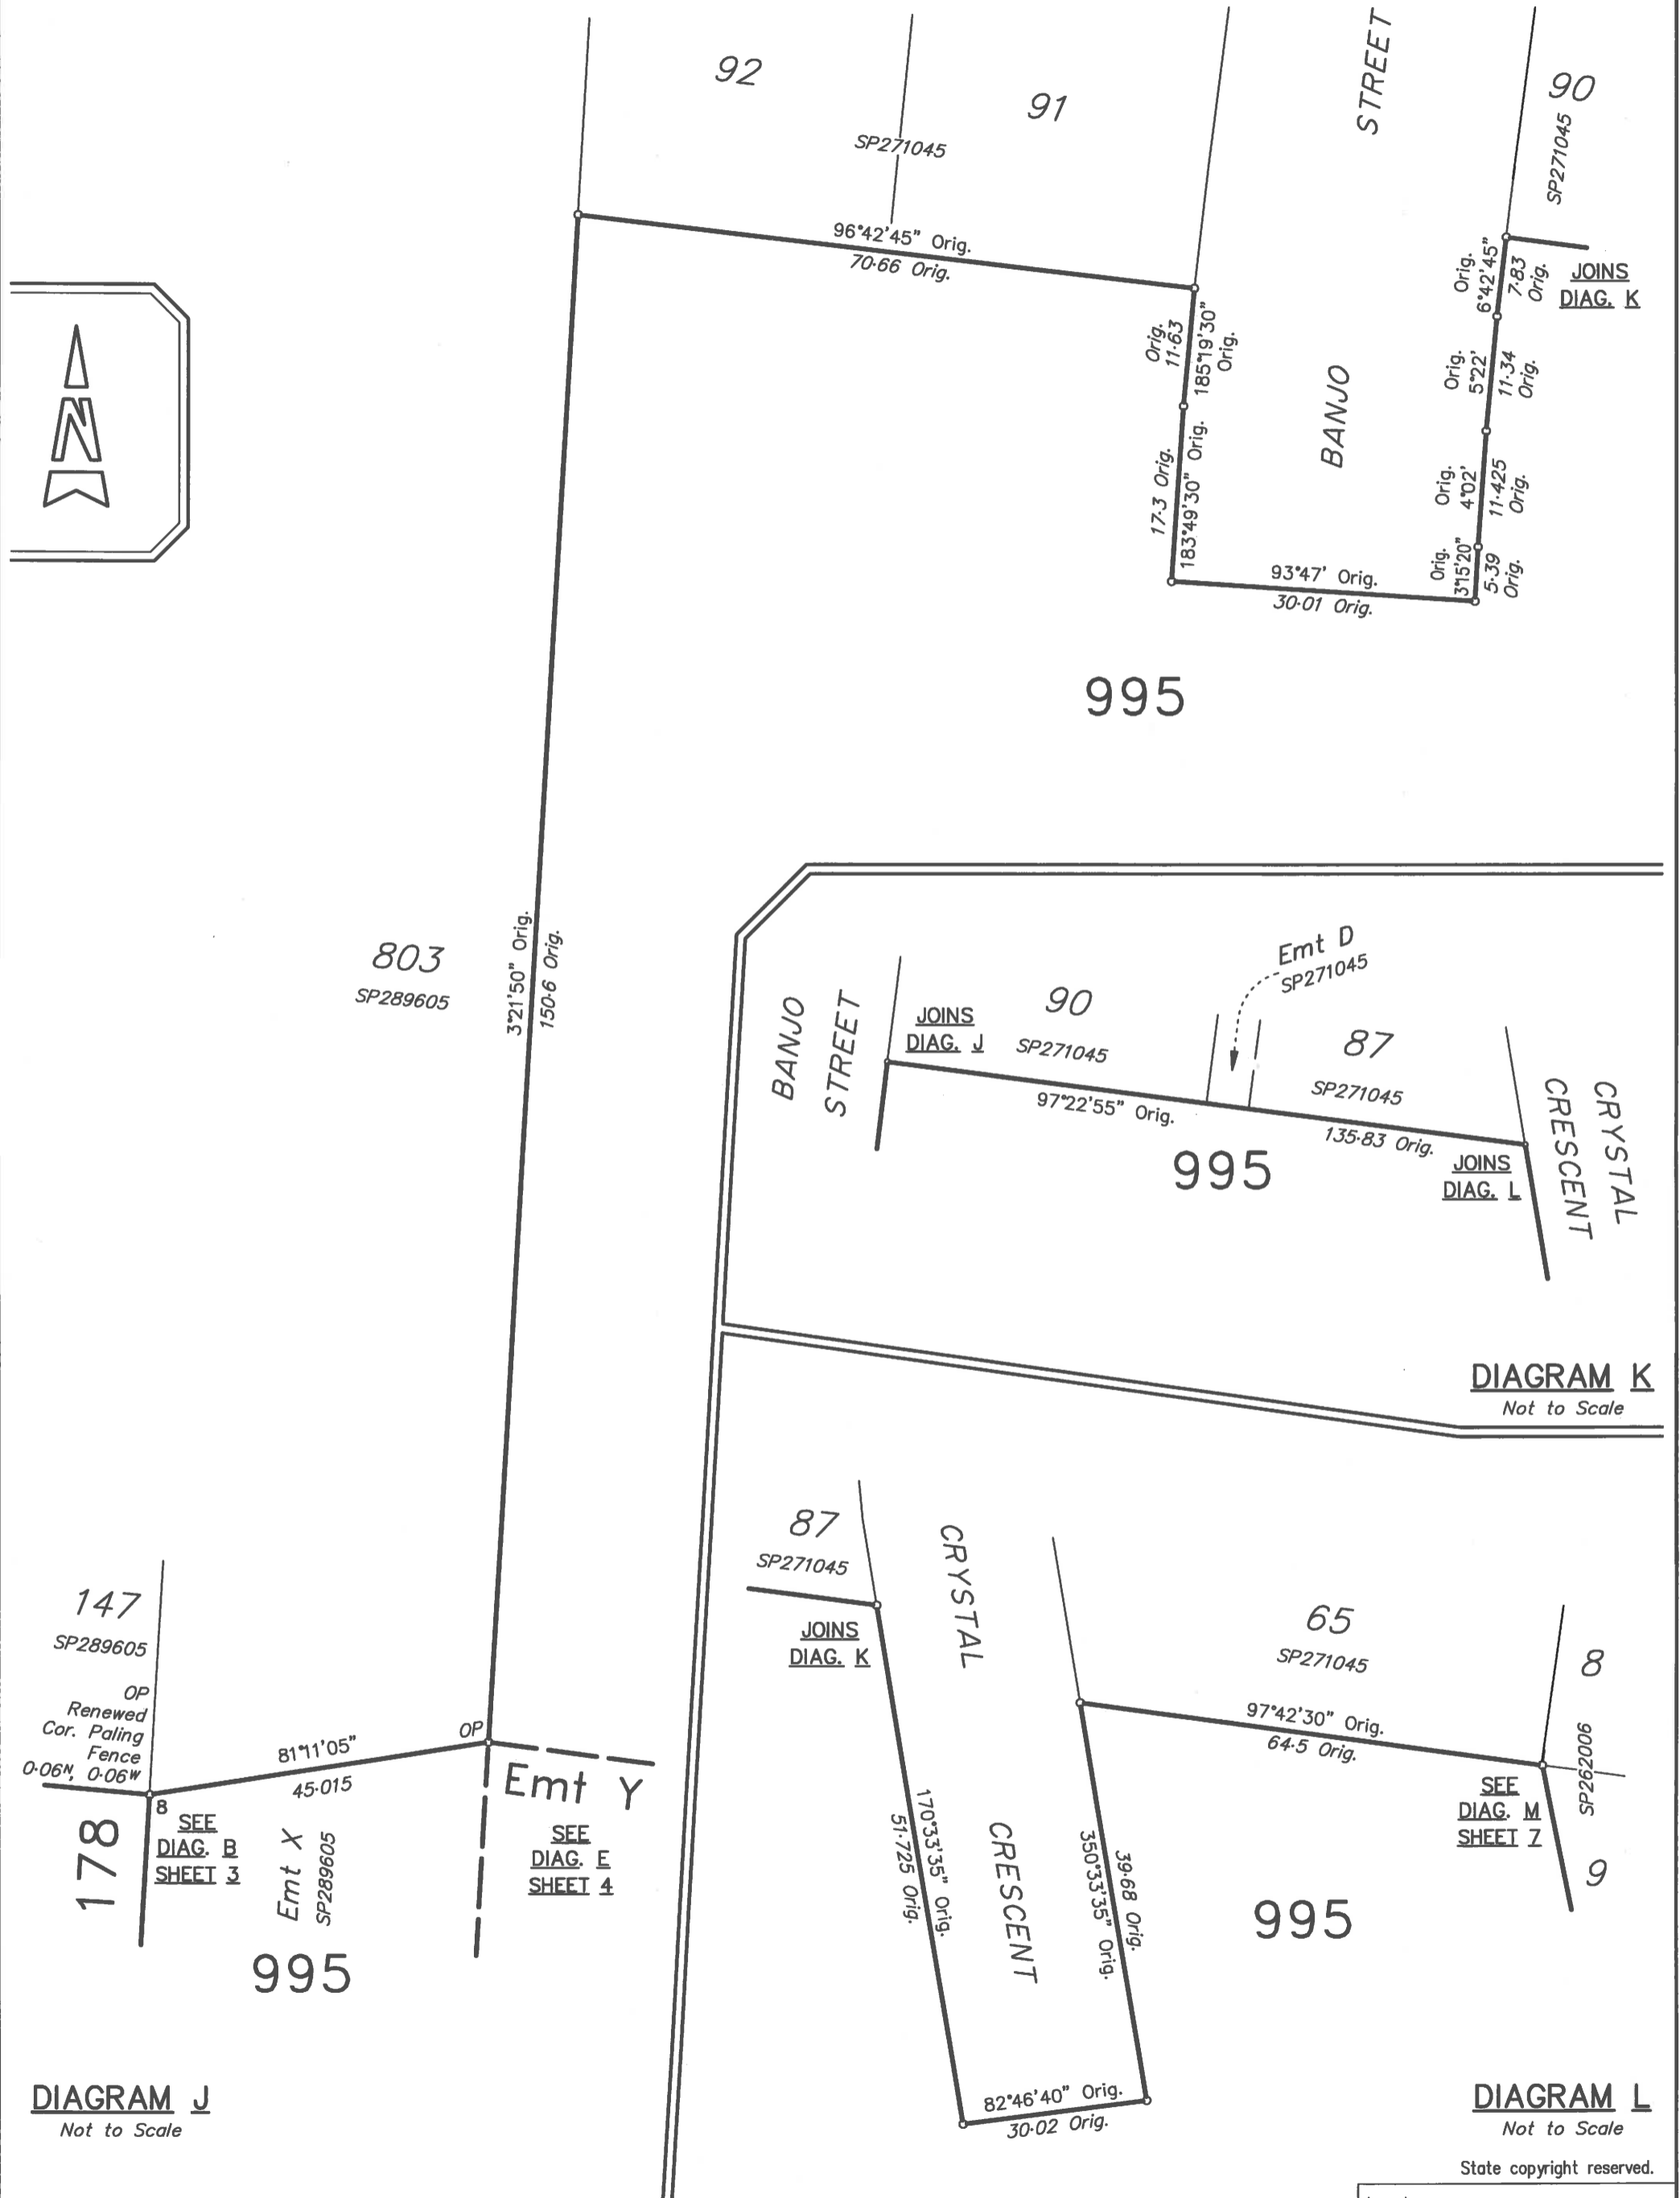 92
91
SP271045
STREET
90
SP271045
96°42'45" Orig.
70·66 Orig.
Orig.
11·63
185°19'30"
Orig.
17·3 Orig.
183°49'30" Orig.
BANJO
93°47' Orig.
30·01 Orig.
Orig.
6°42'45"
7·83
Orig.
JOINS
DIAG. K
Orig.
5°22'
11·34
Orig.
Orig.
4°02'
11·425
Orig.
Orig.
3°15'20"
5·39
Orig.
N
995
803
SP289605
3°21'50" Orig.
150·6 Orig.
147
SP289605
OP
Renewed
Cor. Paling
Fence
0·06N, 0·06W
OP
81°11'05"
45·015
8
SEE
DIAG. B
SHEET 3
178
Emt X
SP289605
Emt Y
SEE
DIAG. E
SHEET 4
995
DIAGRAM J
Not to Scale
BANJO
STREET
JOINS
DIAG. J
90
SP271045
Emt D
SP271045
87
SP271045
97°22'55" Orig.
135·83 Orig.
995
JOINS
DIAG. L
CRYSTAL
CRESCENT
DIAGRAM K
Not to Scale
87
SP271045
JOINS
DIAG. K
CRYSTAL
CRESCENT
170°33'35" Orig.
51·725 Orig.
39·68 Orig.
350°33'35" Orig.
82°46'40" Orig.
30·02 Orig.
65
SP271045
97°42'30" Orig.
64·5 Orig.
8
SP262006
9
SEE
DIAG. M
SHEET 7
995
DIAGRAM L
Not to Scale
State copyright reserved.